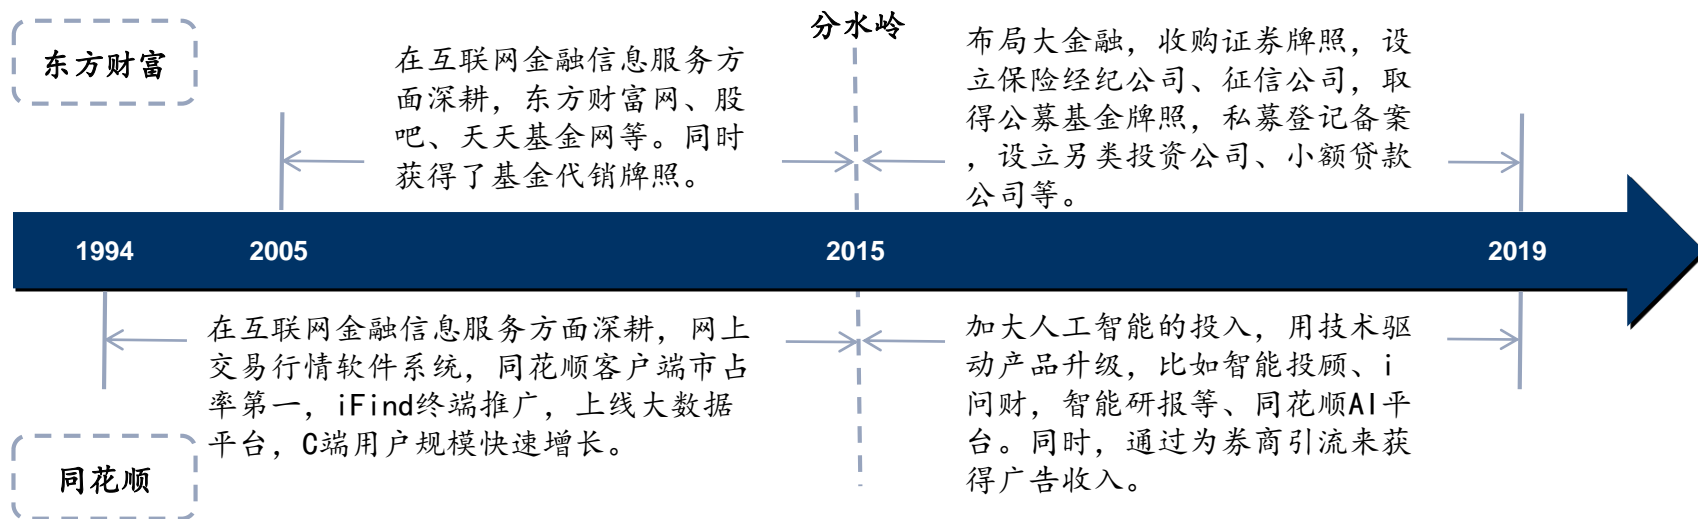 东方财富
在互联网金融信息服务方
面深耕，东方财富网、股
吧、天天基金网等。同时
获得了基金代销牌照。
分水岭
布局大金融，收购证券牌照，设
立保险经纪公司、征信公司，取
得公募基金牌照，私募登记备案
，设立另类投资公司、小额贷款
公司等。
1994
2005
2015
2019
在互联网金融信息服务方面深耕，网上
交易行情软件系统，同花顺客户端市占
率第一，iFind终端推广，上线大数据
平台，C端用户规模快速增长。
加大人工智能的投入，用技术驱
动产品升级，比如智能投顾、i
问财，智能研报等、同花顺AI平
台。同时，通过为券商引流来获
得广告收入。
同花顺